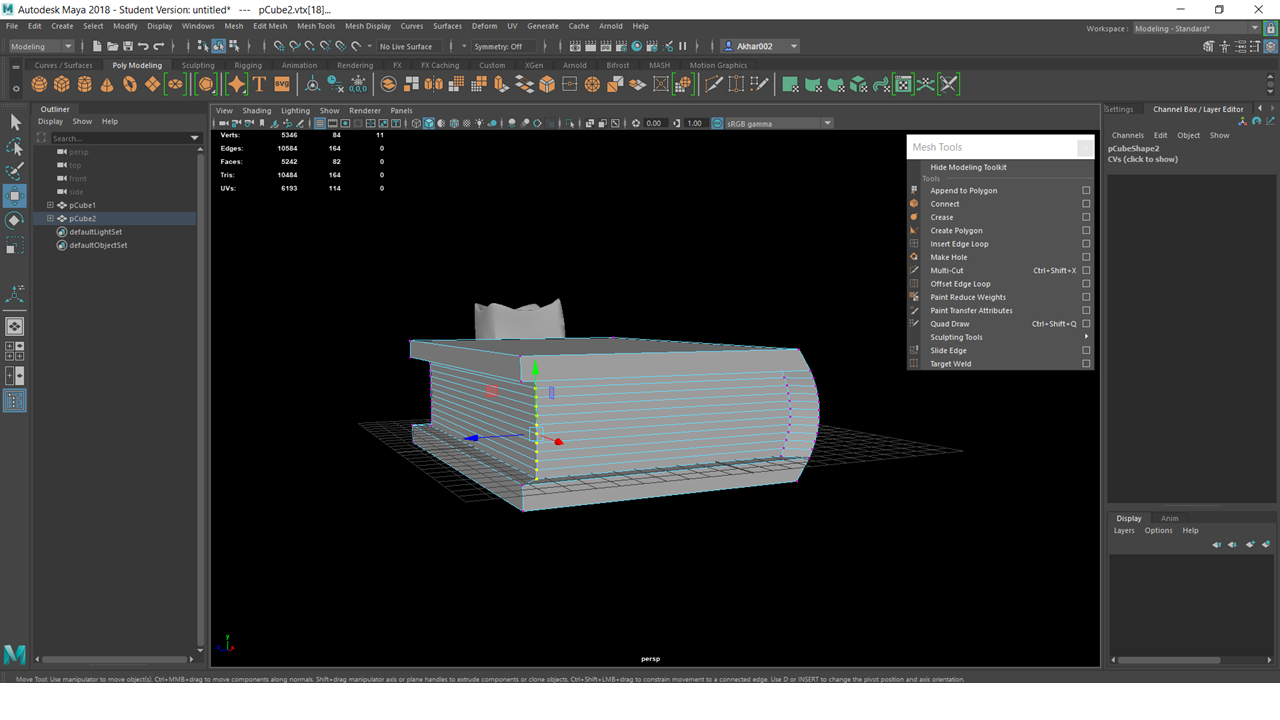 Autodesk Maya 2018 - Student Version: untitled* --- pCube2.vtx[18]...
File Edit Create Select Modify Display Windows Mesh Edit Mesh Mesh Tools Mesh Display Curves Surfaces Deform UV Generate Cache Arnold Help
Workspace : Modeling - Standard*
Modeling No Live Surface Symmetry: Off Akhar002
Curves / Surfaces Poly Modeling Sculpting Rigging Animation Rendering FX FX Caching Custom XGen Arnold Bifrost MASH Motion Graphics
T SVG 0,0,0
Outliner
Display Show Help
Search...
persp
top
front
side
pCube1
pCube2
defaultLightSet
defaultObjectSet
View Shading Lighting Show Renderer Panels
0.00 1.00 sRGB gamma
Verts: 5346 84 11
Edges: 10584 164 0
Faces: 5242 82 0
Tris: 10484 164 0
UVs: 6193 114 0
Mesh Tools
Hide Modeling Toolkit
Tools
Append to Polygon
Connect
Crease
Create Polygon
Insert Edge Loop
Make Hole
Multi-Cut Ctrl+Shift+X
Offset Edge Loop
Paint Reduce Weights
Paint Transfer Attributes
Quad Draw Ctrl+Shift+Q
Sculpting Tools
Slide Edge
Target Weld
y
x
persp
Settings Channel Box / Layer Editor
Channels Edit Object Show
pCubeShape2
CVs (click to show)
Display Anim
Layers Options Help
Move Tool: Use manipulator to move object(s). Ctrl+MMB+drag to move components along normals. Shift+drag manipulator axis or plane handles to extrude components or clone objects. Ctrl+Shift+LMB+drag to constrain movement to a connected edge. Use D or INSERT to change the pivot position and axis orientation.